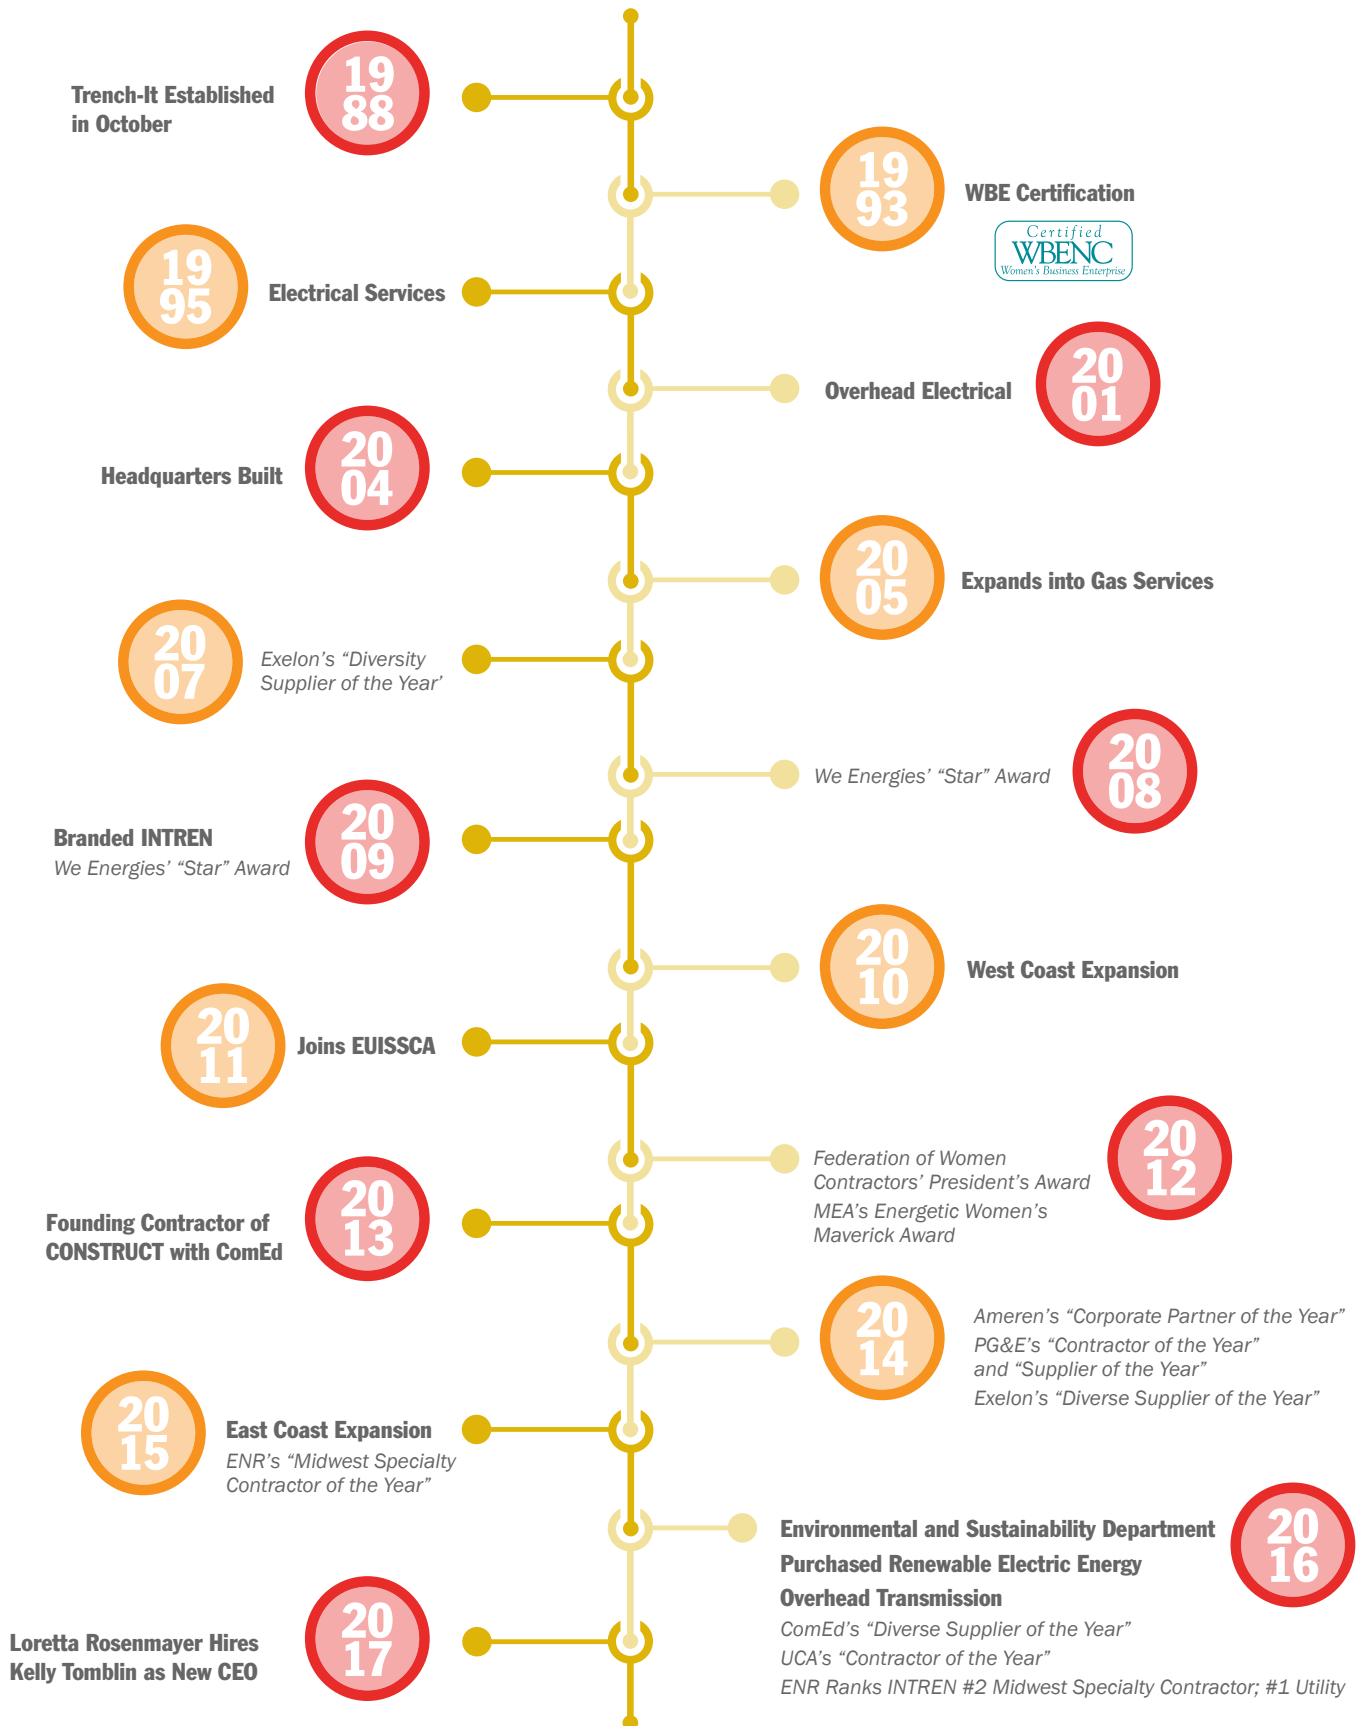 19
88
Trench-It Established
in October
19
93
WBE Certification
Certified
WBENC
Women's Business Enterprise
19
95
Electrical Services
20
01
Overhead Electrical
20
04
Headquarters Built
20
05
Expands into Gas Services
20
07
Exelon’s “Diversity
Supplier of the Year’
20
08
We Energies’ “Star” Award
20
09
Branded INTREN
We Energies’ “Star” Award
20
10
West Coast Expansion
20
11
Joins EUISSCA
20
12
Federation of Women
Contractors’ President’s Award
MEA’s Energetic Women’s
Maverick Award
20
13
Founding Contractor of
CONSTRUCT with ComEd
20
14
Ameren’s “Corporate Partner of the Year”
PG&E’s “Contractor of the Year”
and “Supplier of the Year”
Exelon’s “Diverse Supplier of the Year”
20
15
East Coast Expansion
ENR’s “Midwest Specialty
Contractor of the Year”
20
16
Environmental and Sustainability Department
Purchased Renewable Electric Energy
Overhead Transmission
ComEd’s “Diverse Supplier of the Year”
UCA’s “Contractor of the Year”
ENR Ranks INTREN #2 Midwest Specialty Contractor; #1 Utility
20
17
Loretta Rosenmayer Hires
Kelly Tomblin as New CEO